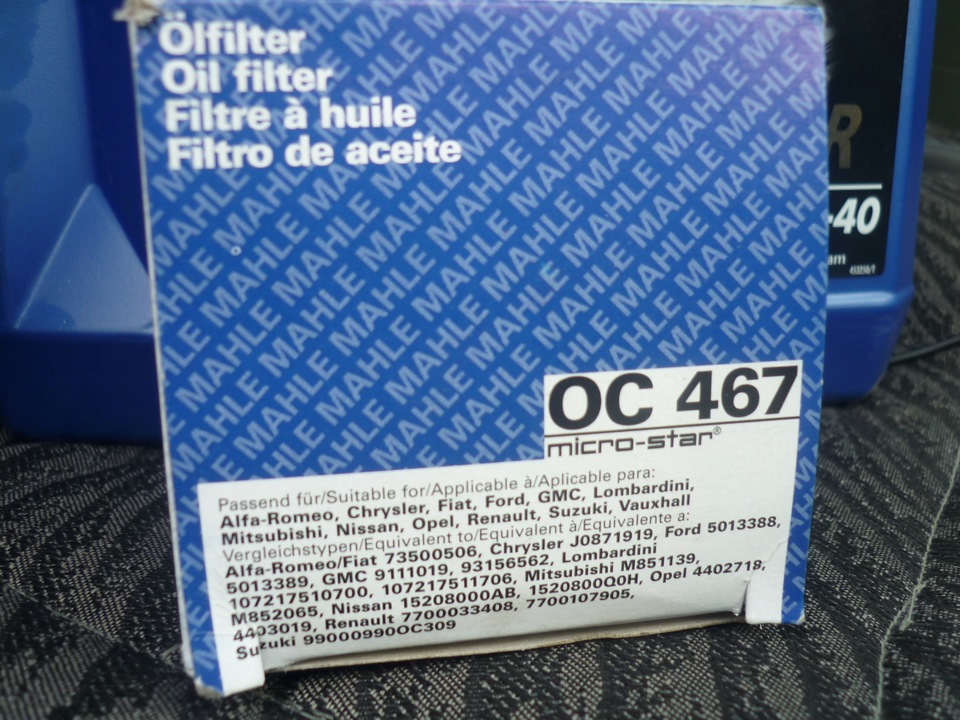 Ölfilter
Oil filter
Filtre à huile
Filtro de aceite
MAHLE
OC 467
micro-star®
Passend für/Suitable for/Applicable à/Aplicable para:
Alfa-Romeo, Chrysler, Fiat, Ford, GMC, Lombardini,
Mitsubishi, Nissan, Opel, Renault, Suzuki, Vauxhall
Vergleichstypen/Equivalent to/Equivalent à/Equivalente a:
Alfa-Romeo/Fiat 73500506, Chrysler J0871919, Ford 5013388,
5013389, GMC 9111019, 93156562, Lombardini
107217510700, 107217511706, Mitsubishi M851139,
M852065, Nissan 15208000AB, 1520800Q0H, Opel 4402718,
4403019, Renault 7700033408, 7700107905,
Suzuki 99000990OC309
R
-40
am